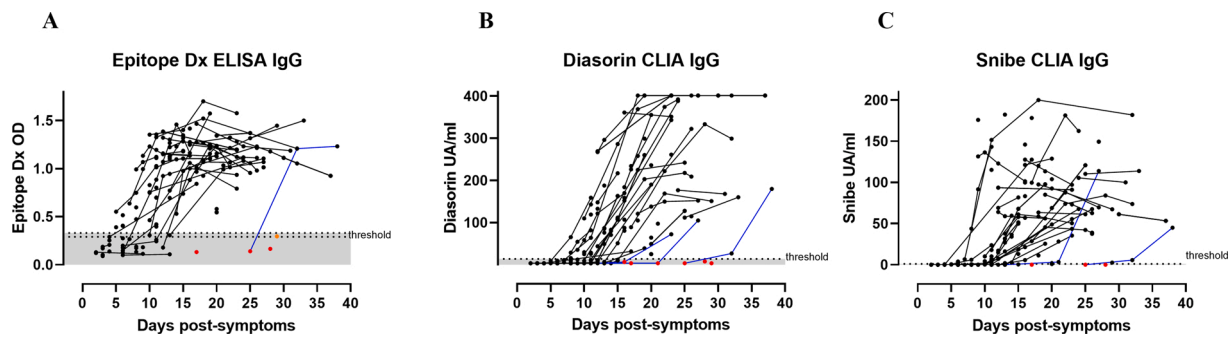 A
B
C
Epitope Dx ELISA IgG
Diasorin CLIA IgG
Snibe CLIA IgG
Epitope Dx OD
1.5
1.0
0.5
0.0
threshold
0 5 10 15 20 25 30 35 40
Days post-symptoms
Diasorin UA/ml
400
300
200
100
threshold
0 5 10 15 20 25 30 35 40
Days post-symptoms
Snibe UA/ml
200
150
100
50
0
threshold
0 5 10 15 20 25 30 35 40
Days post-symptoms